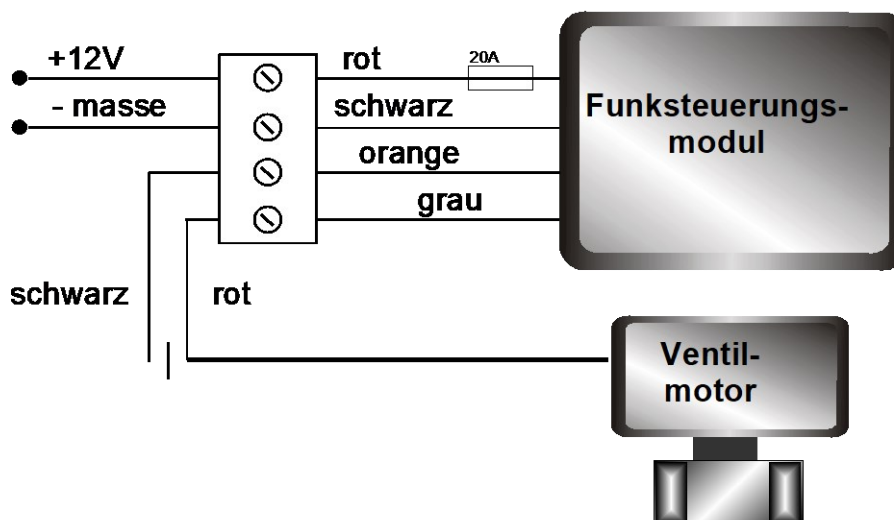 +12V
rot
20A
- masse
schwarz
Funksteuerungs-
modul
orange
grau
schwarz
rot
Ventil-
motor